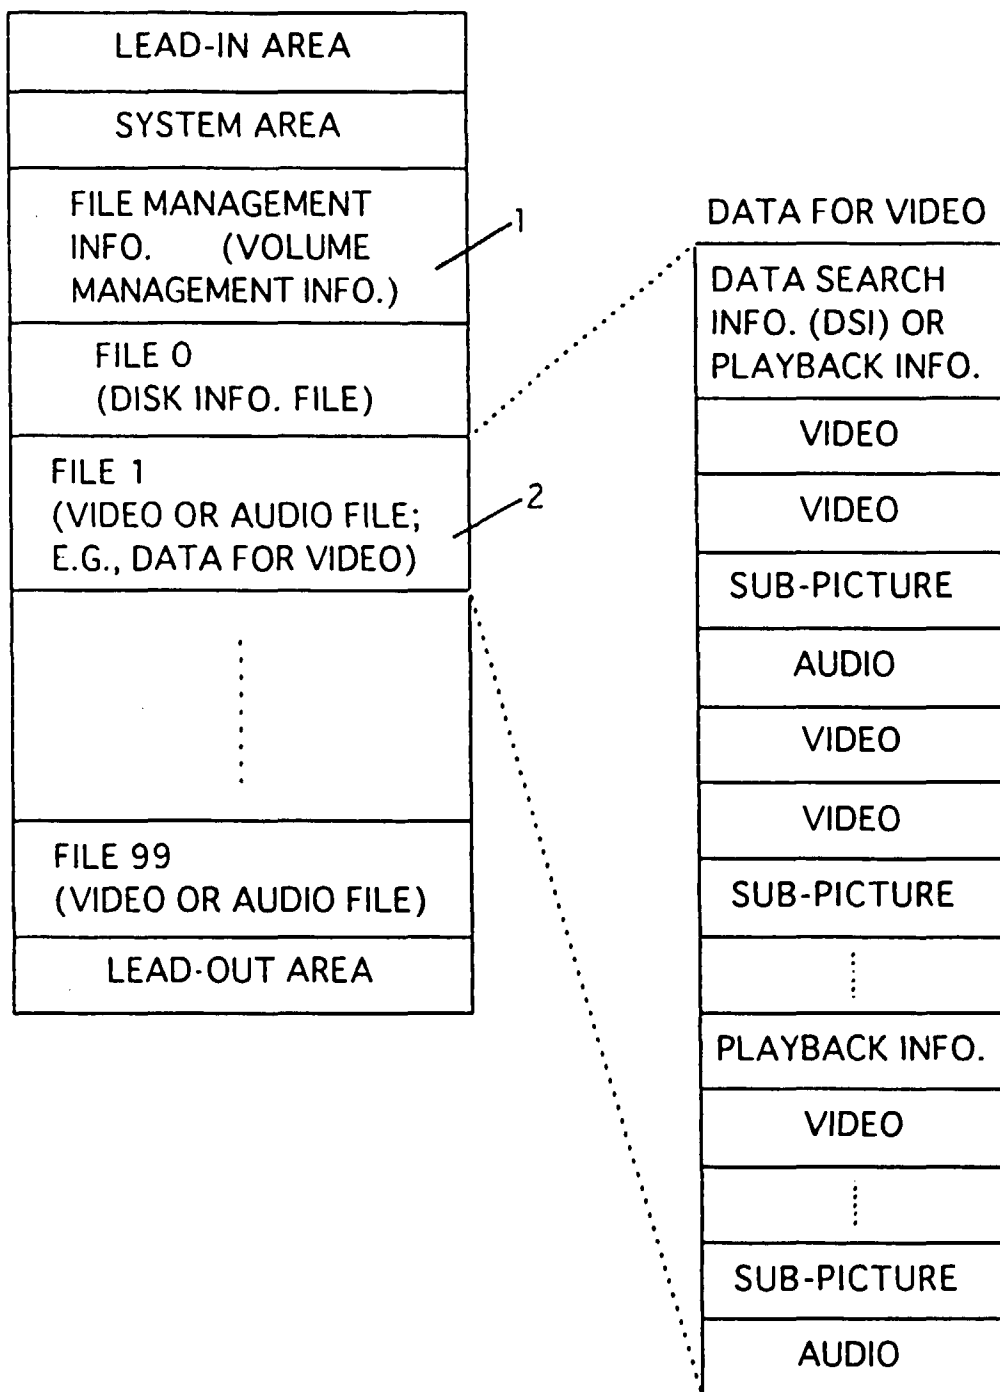 LEAD-IN AREA
SYSTEM AREA
FILE MANAGEMENT
INFO. (VOLUME
MANAGEMENT INFO.)
1
FILE 0
(DISK INFO. FILE)
FILE 1
(VIDEO OR AUDIO FILE;
E.G., DATA FOR VIDEO)
2
FILE 99
(VIDEO OR AUDIO FILE)
LEAD-OUT AREA
DATA FOR VIDEO
DATA SEARCH
INFO. (DSI) OR
PLAYBACK INFO.
VIDEO
VIDEO
SUB-PICTURE
AUDIO
VIDEO
VIDEO
SUB-PICTURE
PLAYBACK INFO.
VIDEO
SUB-PICTURE
AUDIO